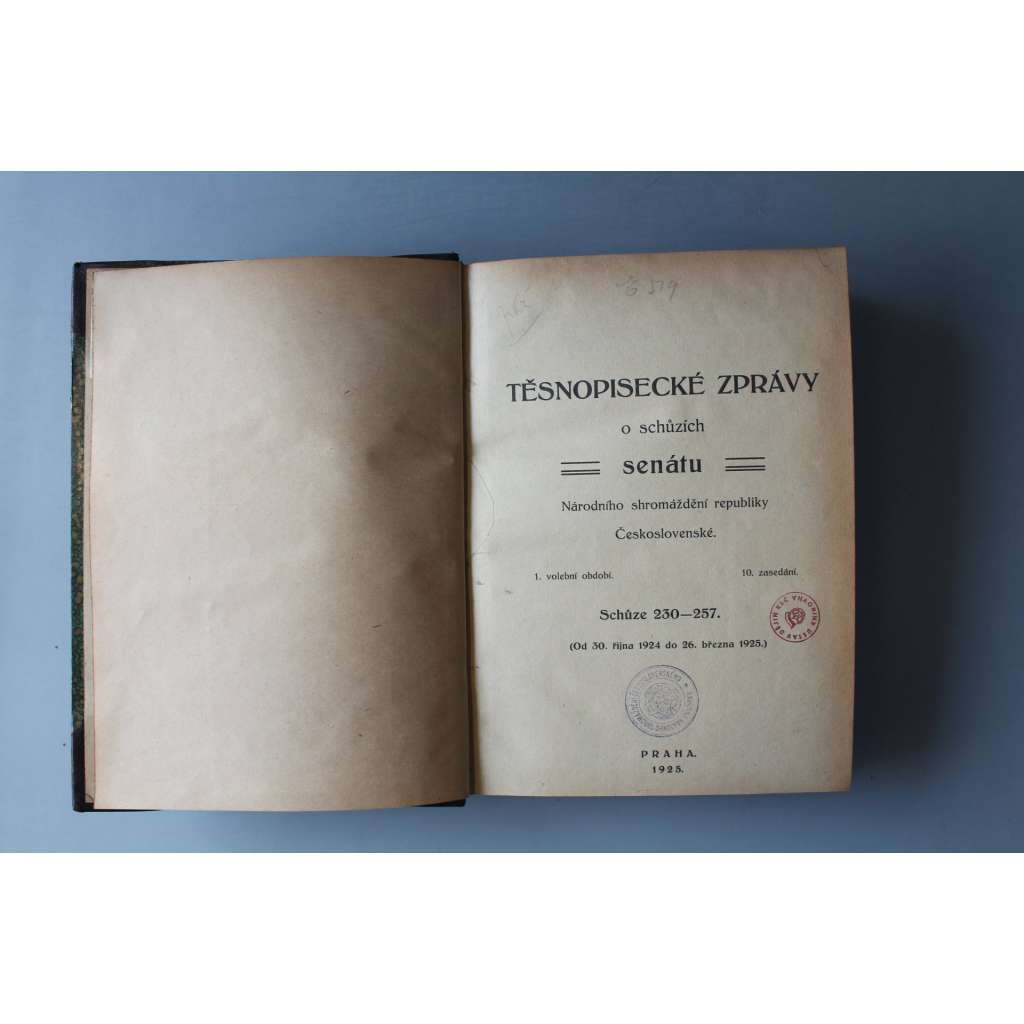 TĚSNOPISECKÉ ZPRÁVY
o schůzích
senátu
Národního shromáždění republiky
Československé.
1. volební období. 10. zasedání.
Schůze 230—257.
(Od 30. října 1924 do 26. března 1925.)
PRAHA.
1925.